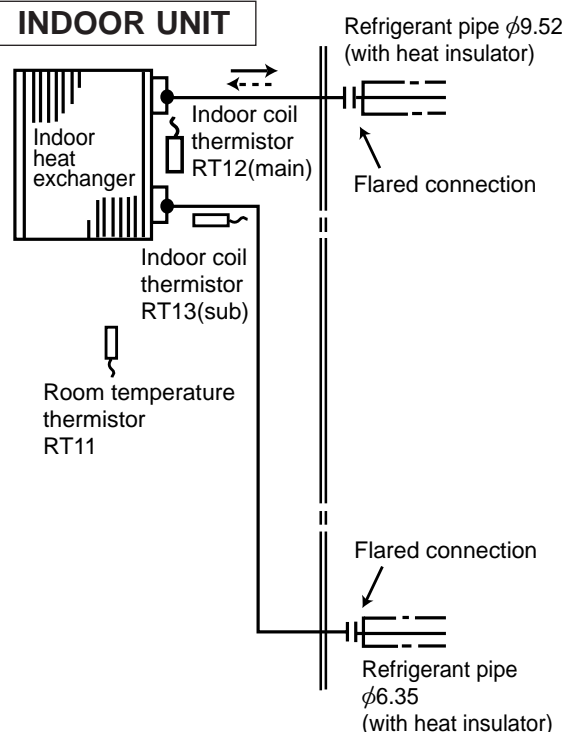 INDOOR UNIT
Refrigerant pipe ϕ9.52
(with heat insulator)
Indoor coil
thermistor
RT12(main)
Indoor
heat
exchanger
Flared connection
Indoor coil
thermistor
RT13(sub)
Room temperature
thermistor
RT11
Flared connection
Refrigerant pipe
ϕ6.35
(with heat insulator)